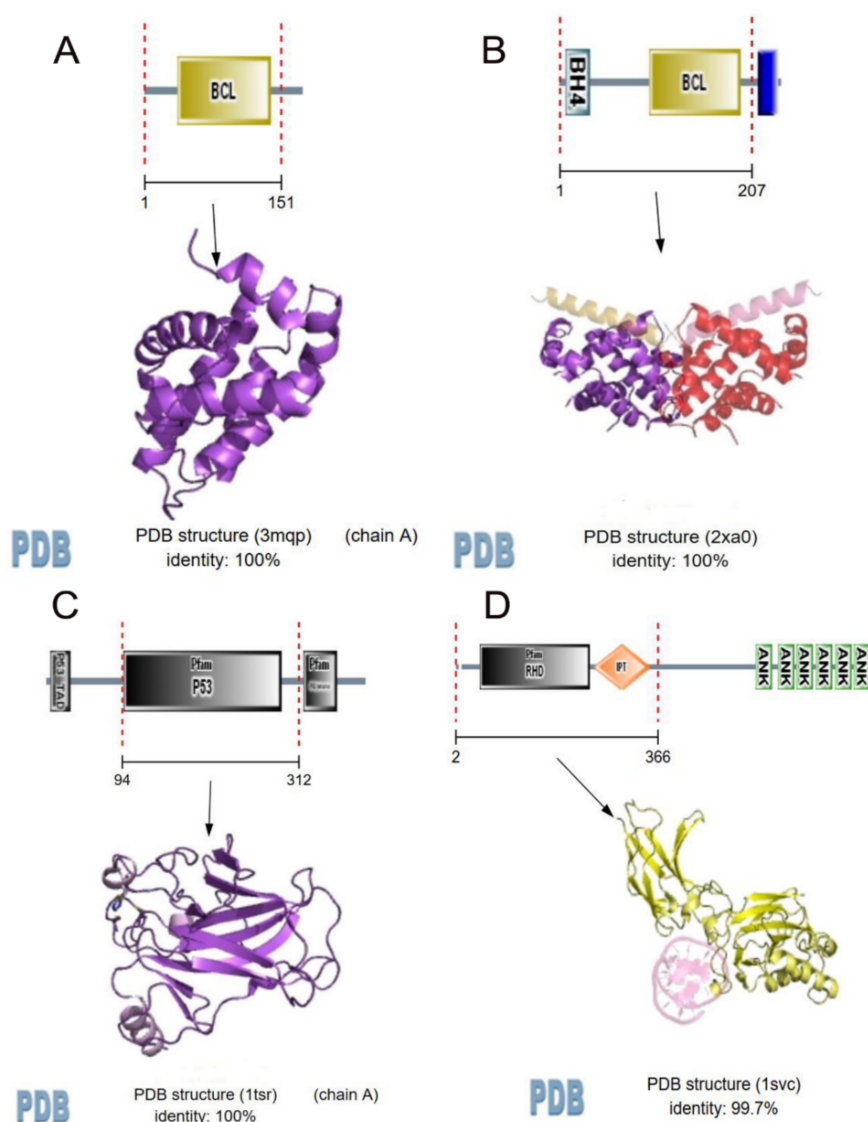 A
BCL
1 151
PDB structure (3mqp) (chain A)
PDB identity: 100%
B
BH4 BCL
1 207
PDB structure (2xa0)
PDB identity: 100%
C
P53_TAD Pfam P53 Pfam
94 312
PDB structure (1tsr) (chain A)
PDB identity: 100%
D
Pfam RHD IPT ANK ANK ANK ANK ANK ANK
2 366
PDB structure (1svc)
PDB identity: 99.7%